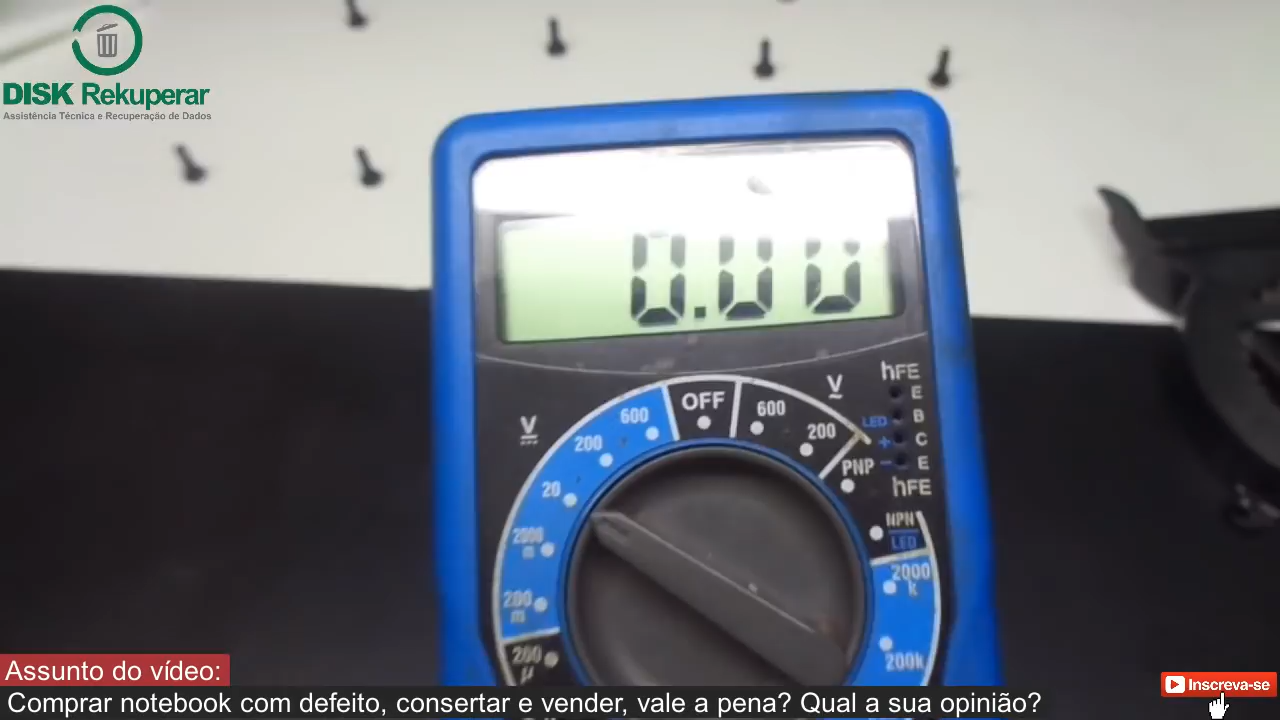 DISK Rekuperar
Assistência Técnica e Recuperação de Dados
0.00
V
OFF
V
hFE
600
200
20
2000
m
200
m
200
μ
600
200
PNP
LED
+
-
E
B
C
E
hFE
NPN
LED
2000
k
200k
Assunto do vídeo:
Comprar notebook com defeito, consertar e vender, vale a pena? Qual a sua opinião?
Inscreva-se